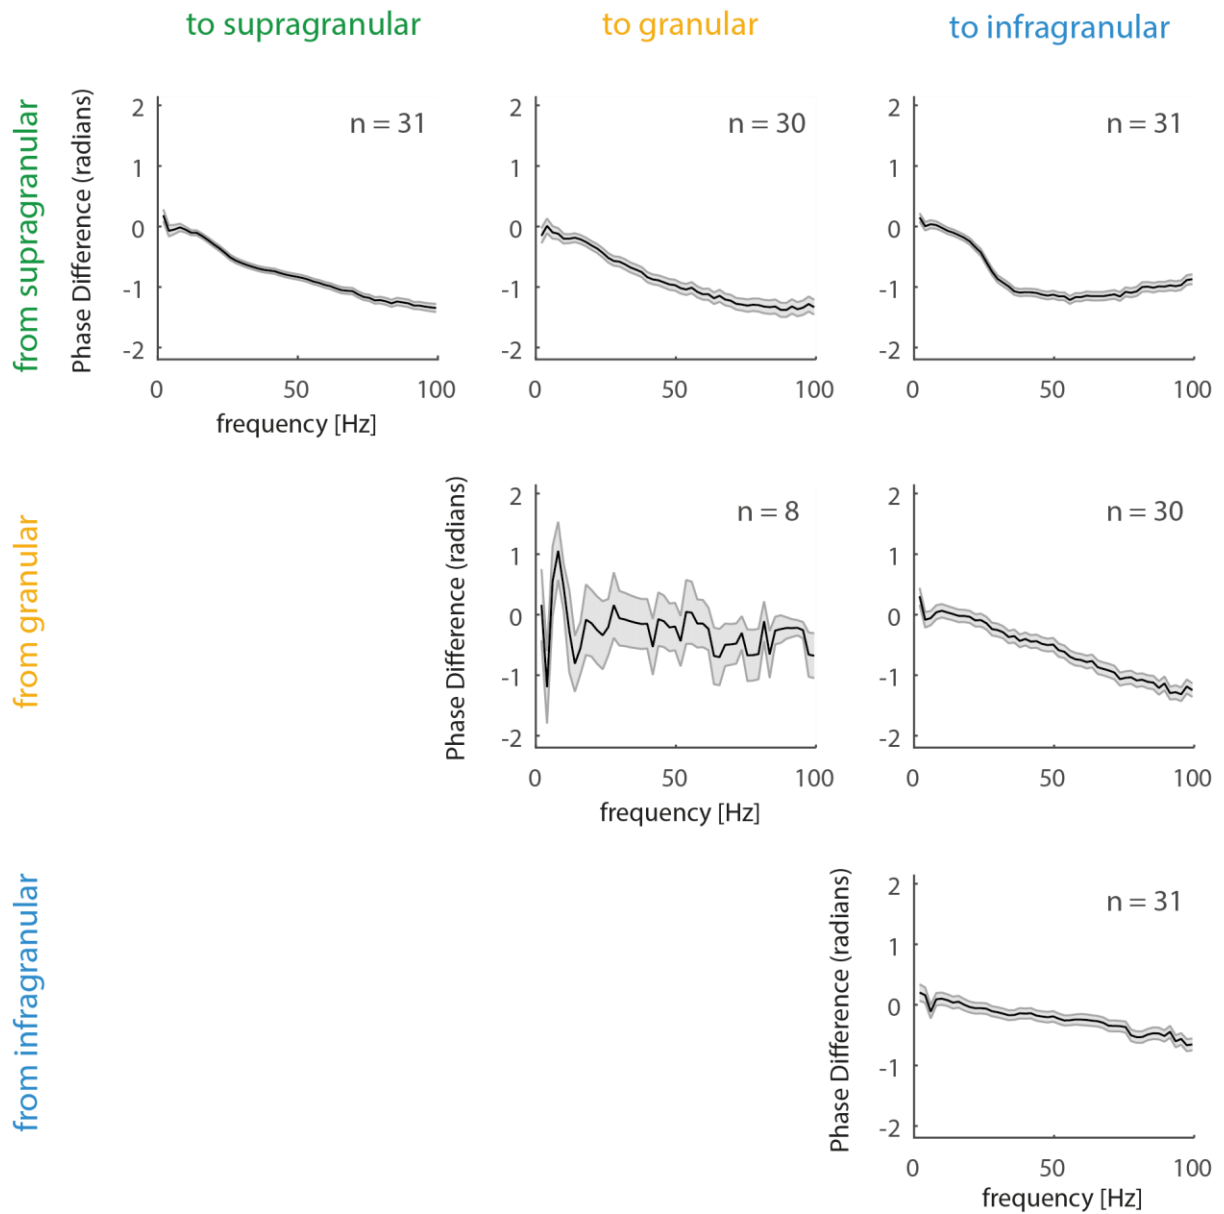 to supragranular
to granular
to infragranular
from supragranular
Phase Difference (radians)
2
1
0
-1
-2
n = 31
0
50
100
frequency [Hz]
2
1
0
-1
-2
n = 30
0
50
100
2
1
0
-1
-2
n = 31
0
50
100
from granular
Phase Difference (radians)
2
1
0
-1
-2
n = 8
0
50
100
frequency [Hz]
2
1
0
-1
-2
n = 30
0
50
100
from infragranular
Phase Difference (radians)
2
1
0
-1
-2
n = 31
0
50
100
frequency [Hz]